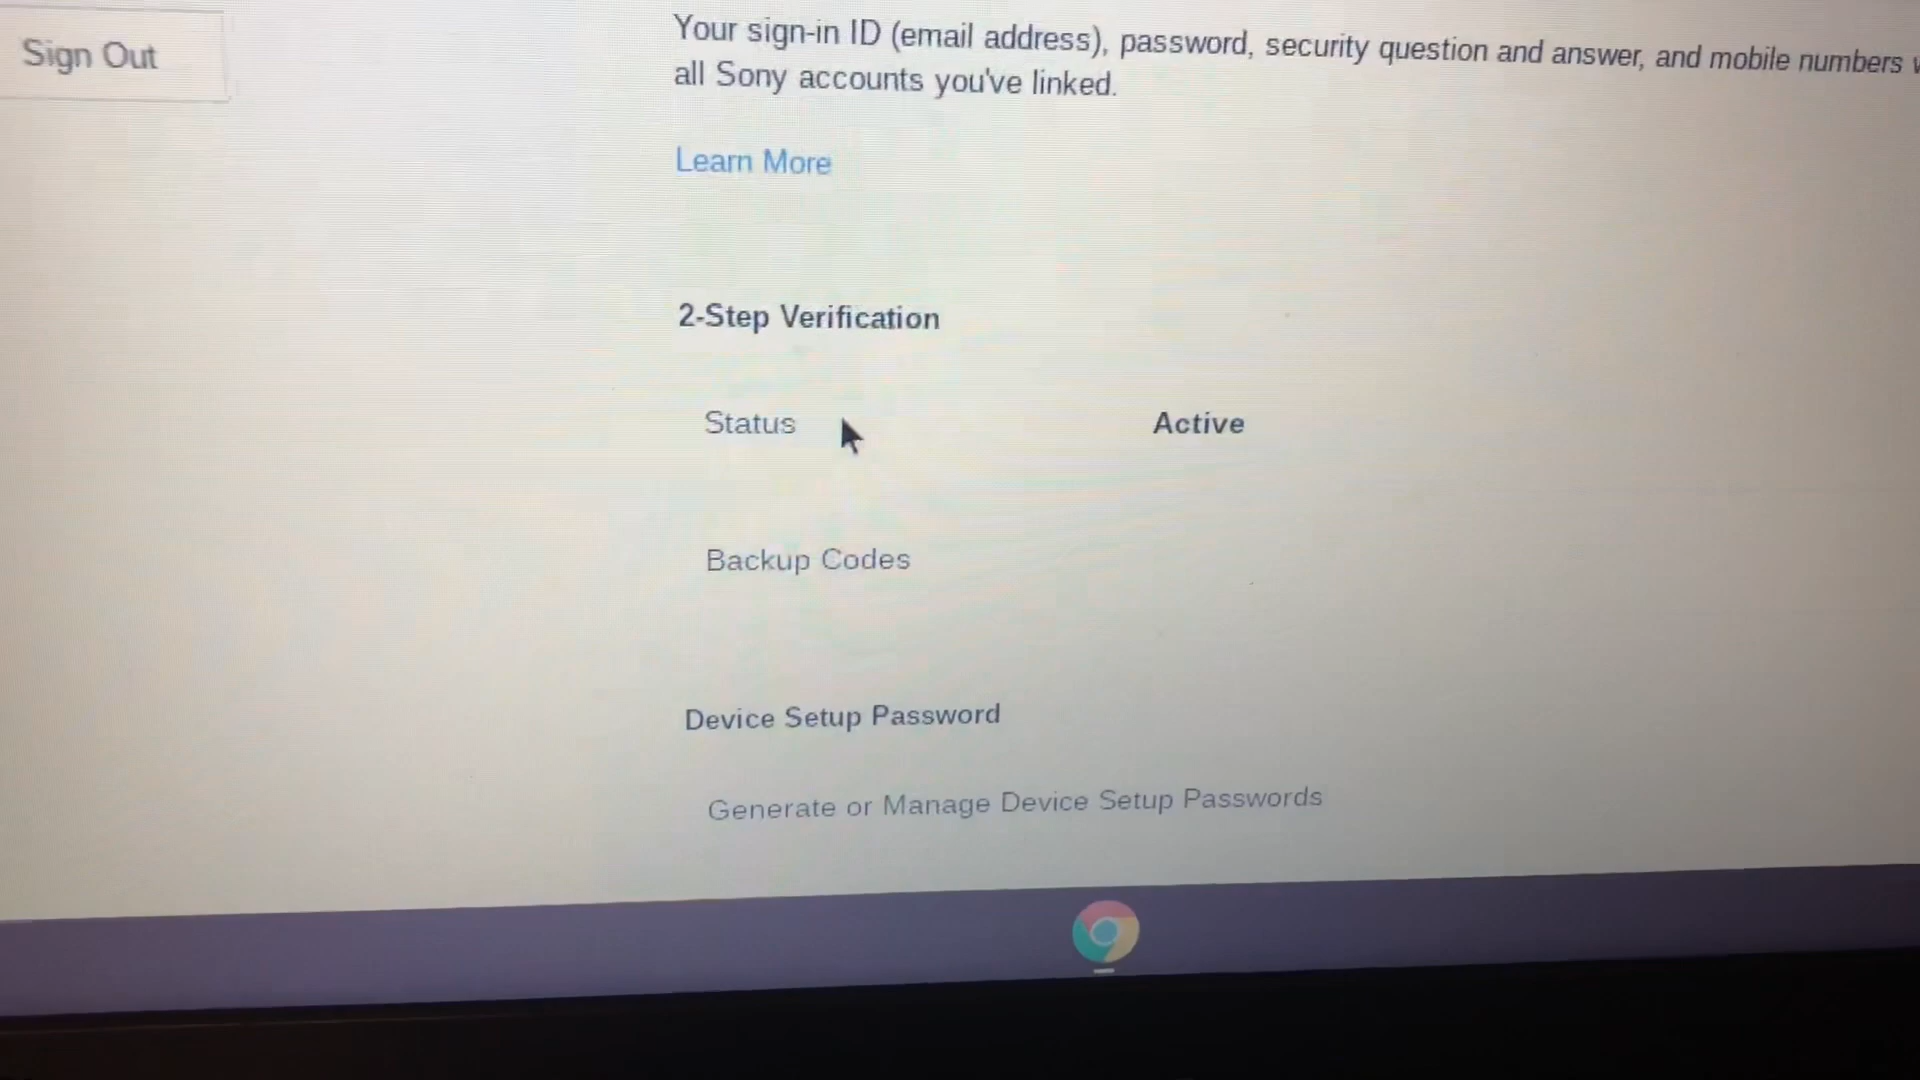 Sign Out
Your sign-in ID (email address), password, security question and answer, and mobile numbers
all Sony accounts you've linked.
Learn More
2-Step Verification
Status Active
Backup Codes
Device Setup Password
Generate or Manage Device Setup Passwords